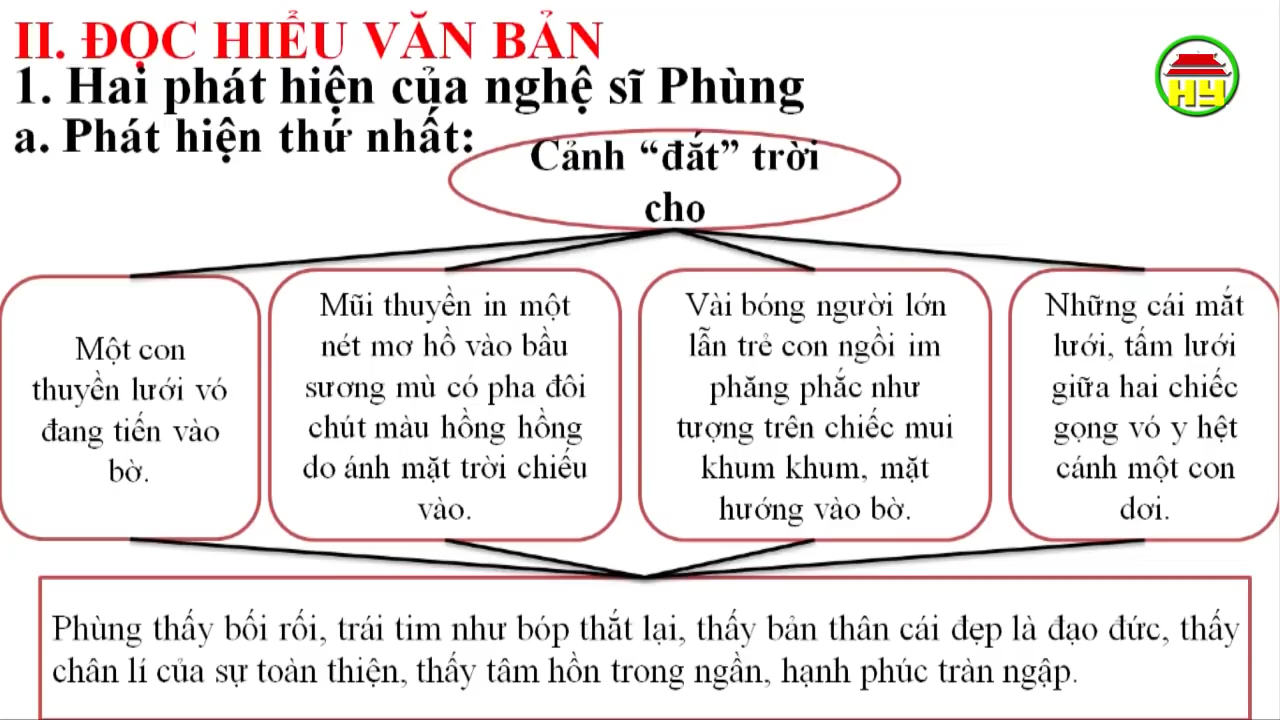 II. ĐỌC HIỂU VĂN BẢN
1. Hai phát hiện của nghệ sĩ Phùng
a. Phát hiện thứ nhất:
HY
Cảnh “đắt” trời
cho
Một con
thuyền lưới vó
đang tiến vào
bờ.
Mũi thuyền in một
nét mơ hồ vào bầu
sương mù có pha đôi
chút màu hồng hồng
do ánh mặt trời chiếu
vào.
Vài bóng người lớn
lẫn trẻ con ngồi im
phăng phắc như
tượng trên chiếc mui
khum khum, mặt
hướng vào bờ.
Những cái mắt
lưới, tấm lưới
giữa hai chiếc
gọng vó y hệt
cánh một con
dơi.
Phùng thấy bối rối, trái tim như bóp thắt lại, thấy bản thân cái đẹp là đạo đức, thấy
chân lí của sự toàn thiện, thấy tâm hồn trong ngần, hạnh phúc tràn ngập.